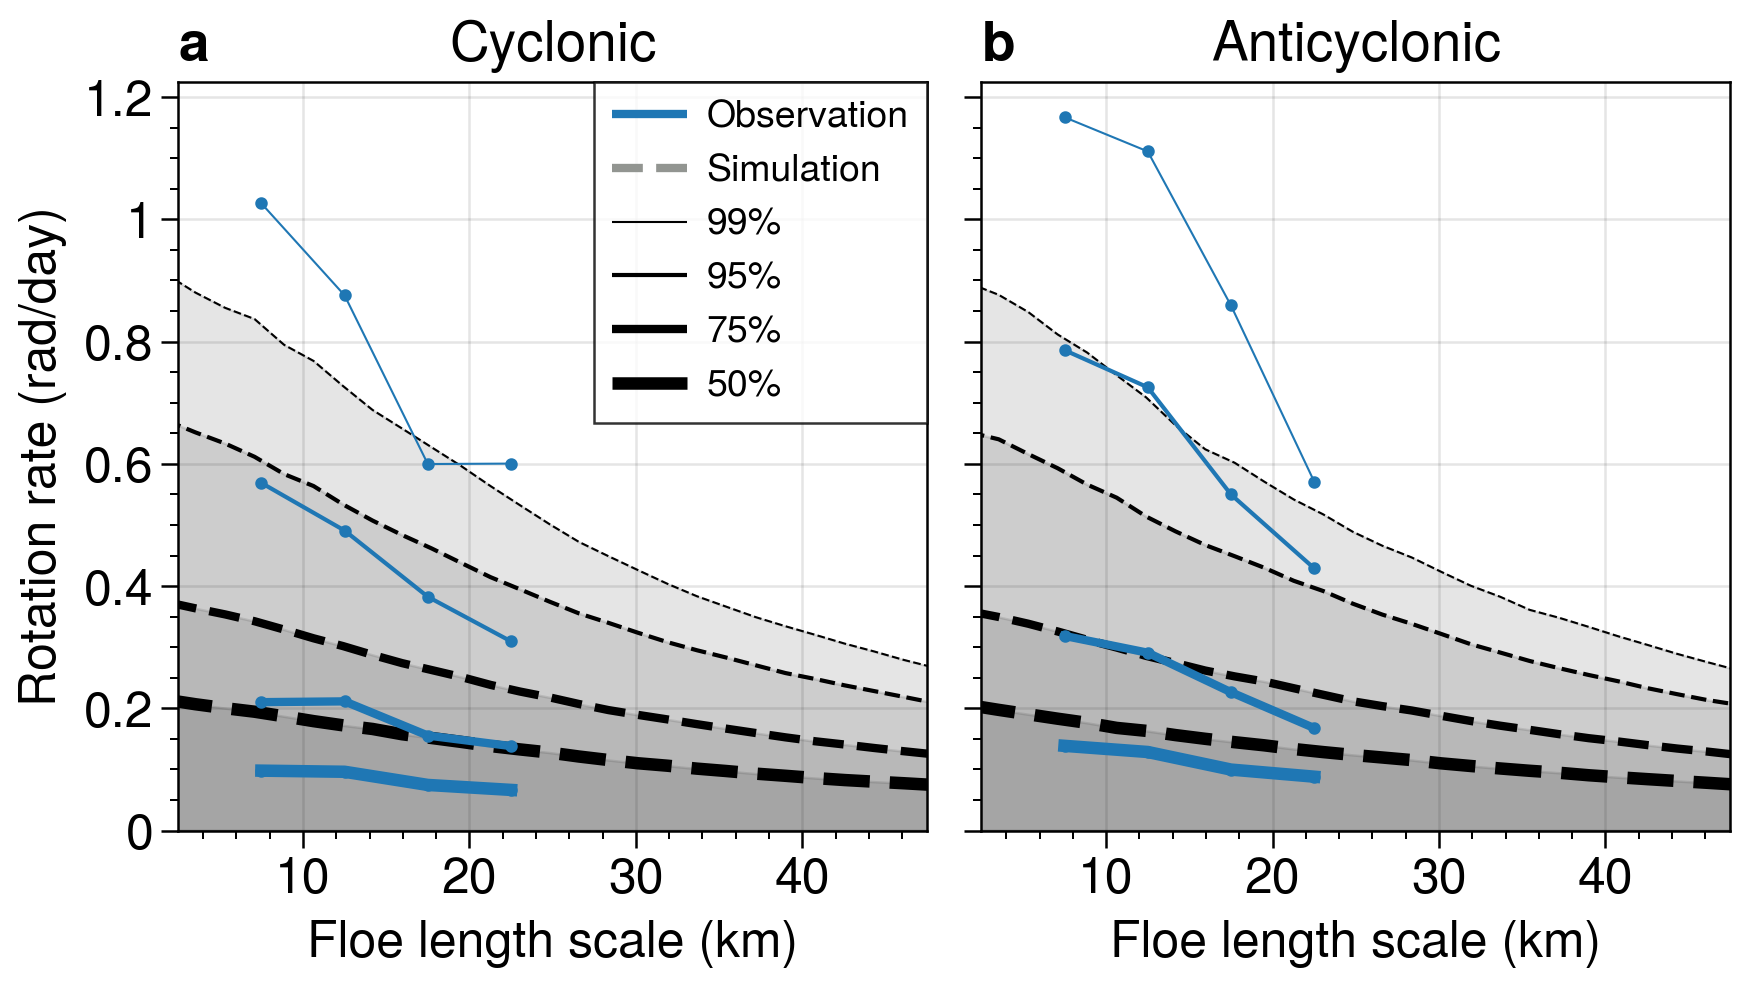 a Cyclonic
b Anticyclonic
Rotation rate (rad/day)
1.2
1
0.8
0.6
0.4
0.2
0
Observation
Simulation
99%
95%
75%
50%
10 20 30 40
10 20 30 40
Floe length scale (km)
Floe length scale (km)